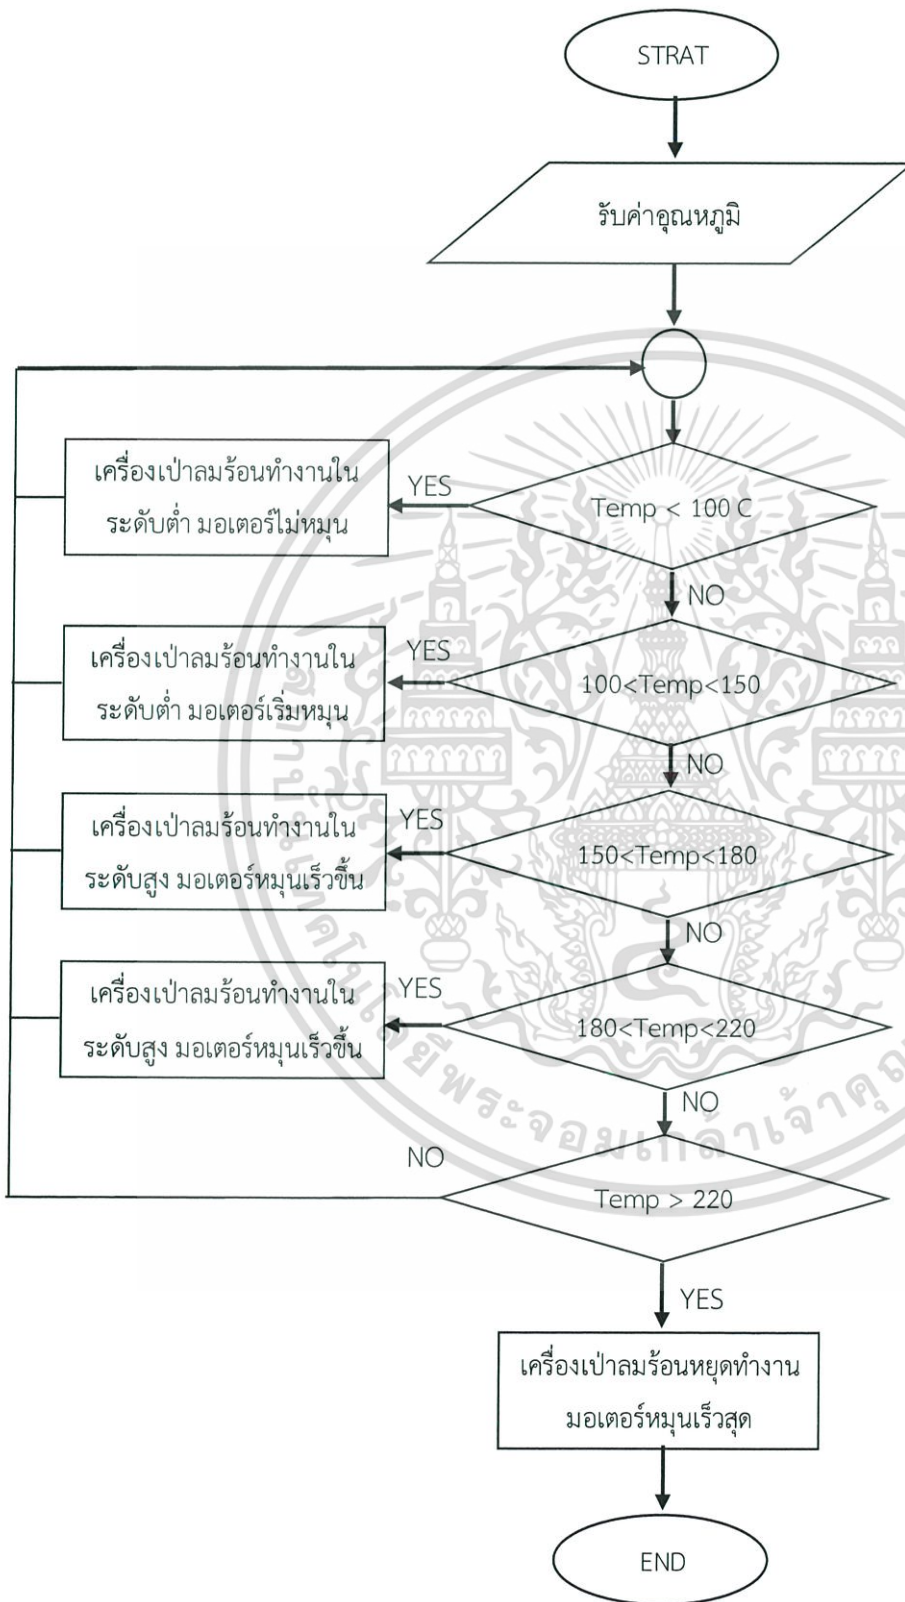 STRAT
รับค่าอุณหภูมิ
เครื่องเป่าลมร้อนทำงานใน
ระดับต่ำ มอเตอร์ไม่หมุน
YES
Temp < 100 C
NO
เครื่องเป่าลมร้อนทำงานใน
ระดับต่ำ มอเตอร์เริ่มหมุน
YES
100<Temp<150
NO
เครื่องเป่าลมร้อนทำงานใน
ระดับสูง มอเตอร์หมุนเร็วขึ้น
YES
150<Temp<180
NO
เครื่องเป่าลมร้อนทำงานใน
ระดับสูง มอเตอร์หมุนเร็วขึ้น
YES
180<Temp<220
NO
NO
Temp > 220
YES
เครื่องเป่าลมร้อนหยุดทำงาน
มอเตอร์หมุนเร็วสุด
END